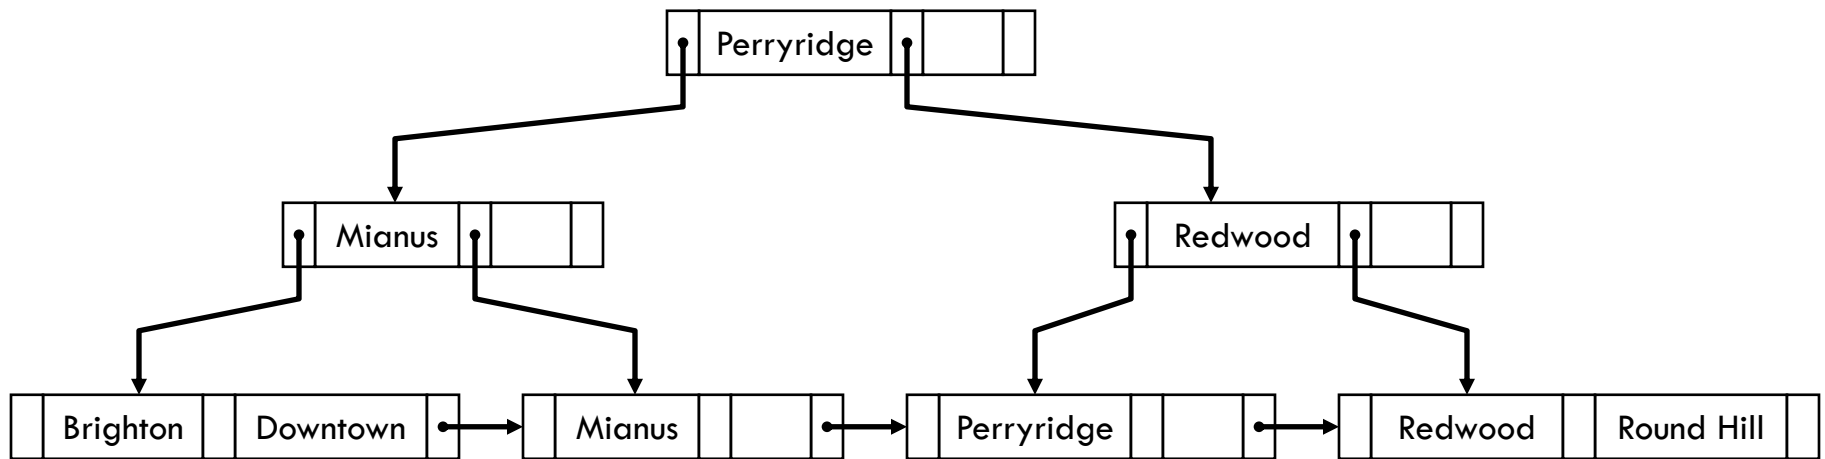 Perryridge
Mianus
Redwood
Brighton
Downtown
Mianus
Perryridge
Redwood
Round Hill